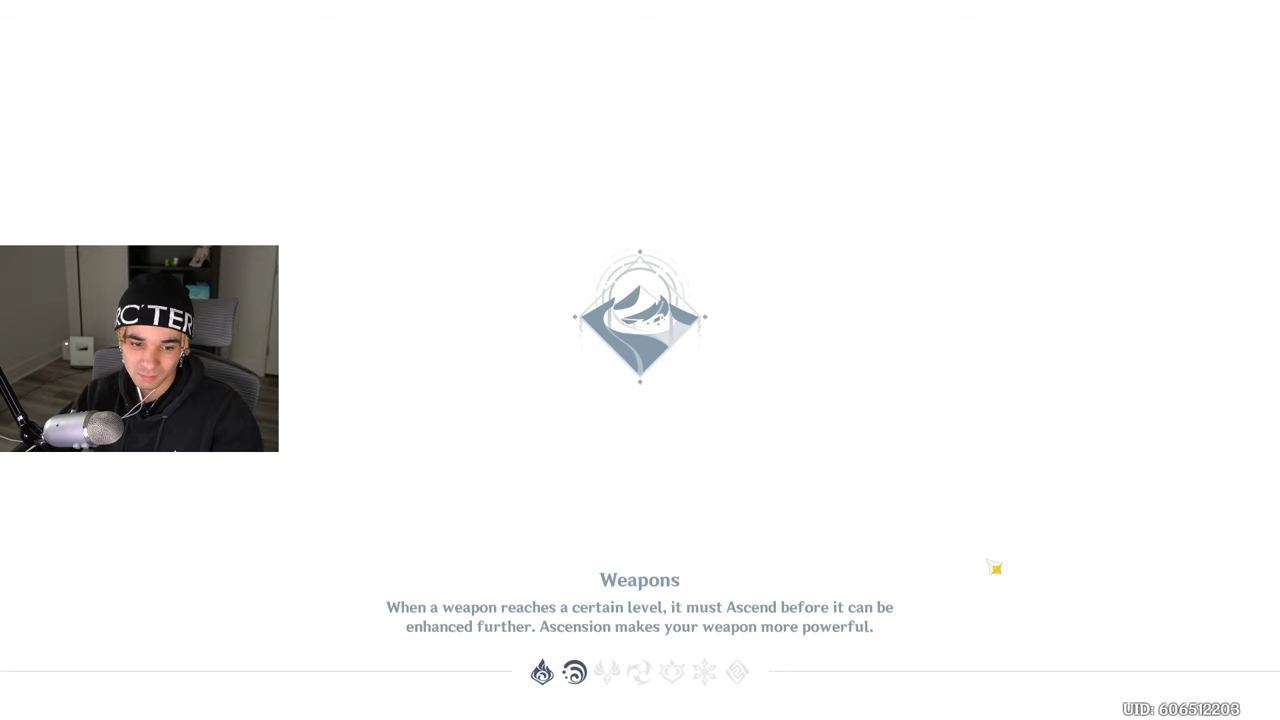 RC'TER
Weapons
When a weapon reaches a certain level, it must Ascend before it can be
enhanced further. Ascension makes your weapon more powerful.
UID: 606512203